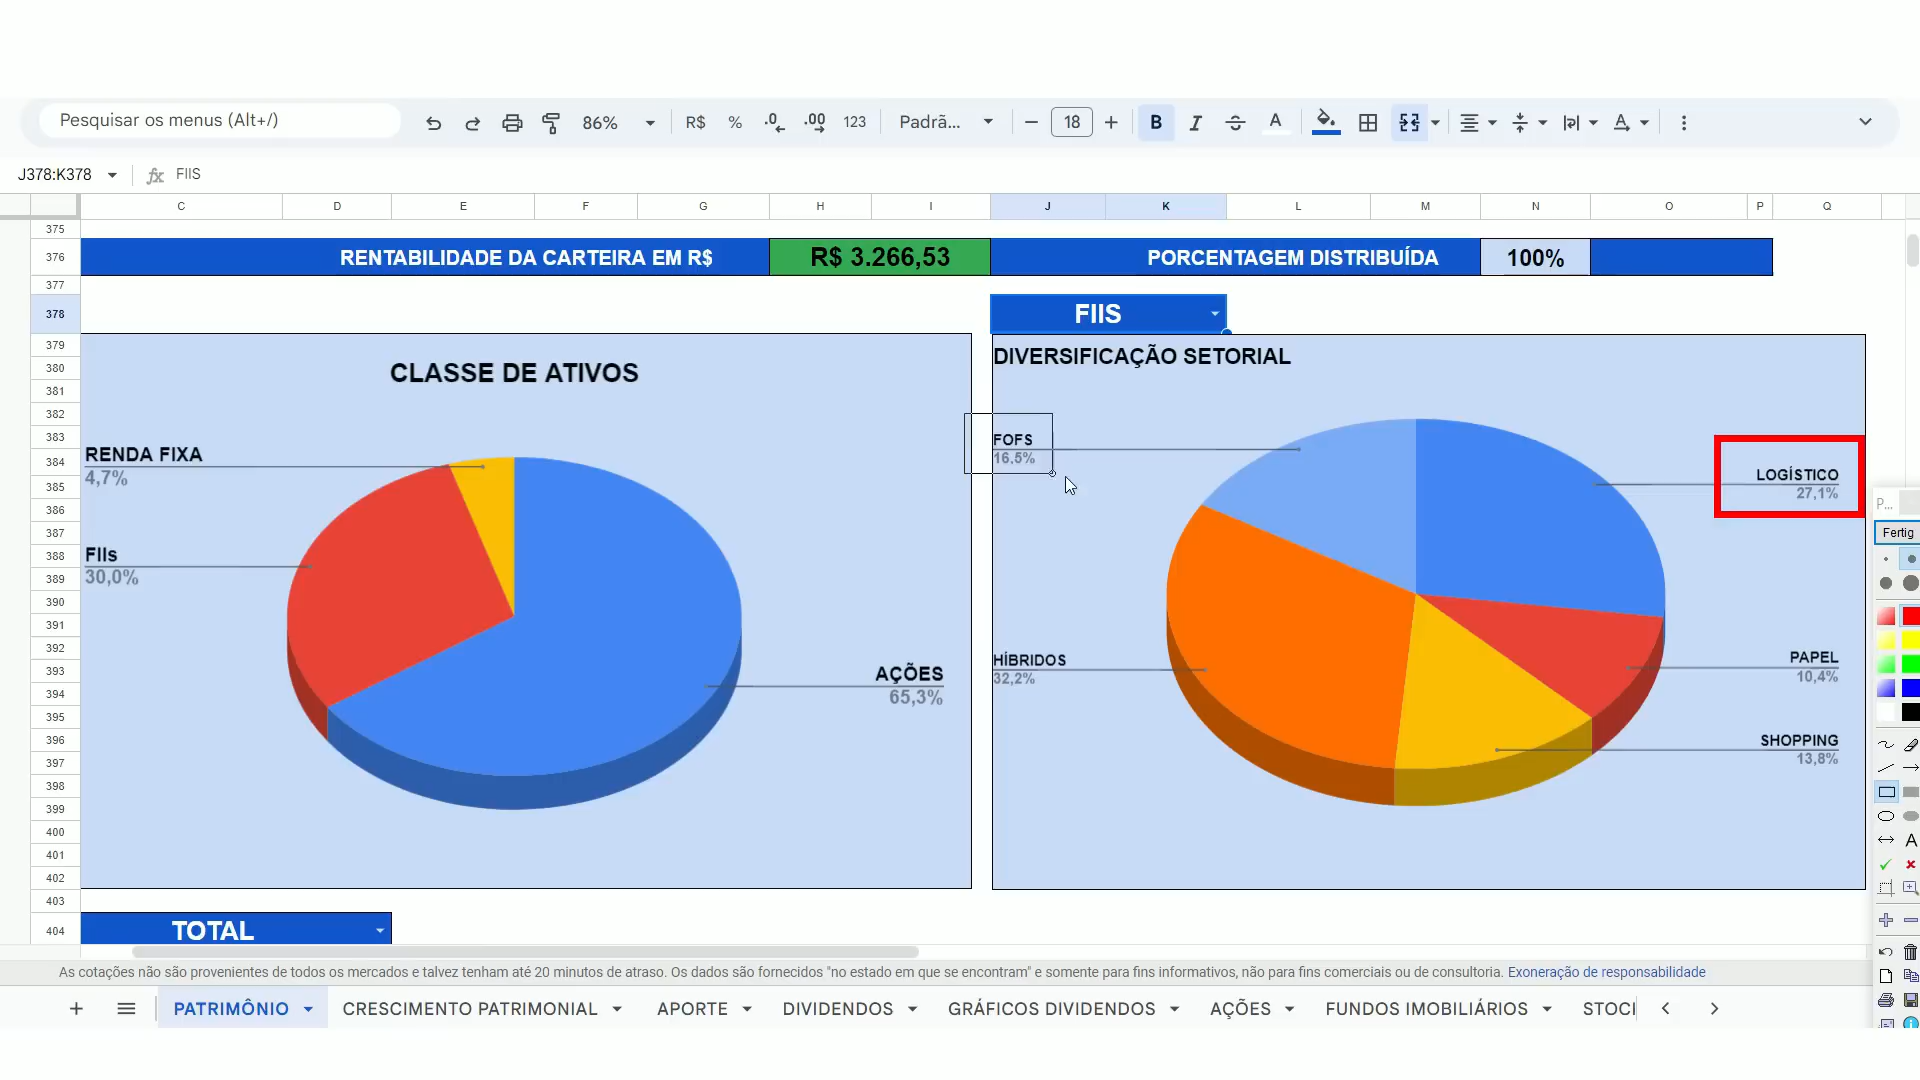 Pesquisar os menus (Alt+/)
86%
R$
%
.0
.00
123
Padrã...
18
B
I
A
A
J378:K378
fx
FIIS
C D E F G H I J K L M N O P Q
375
376
RENTABILIDADE DA CARTEIRA EM R$
R$ 3.266,53
PORCENTAGEM DISTRIBUÍDA
100%
377
378
FIIS
379
380
381
382
383
384
385
386
387
388
389
390
391
392
393
394
395
396
397
398
399
400
401
402
403
404
CLASSE DE ATIVOS
RENDA FIXA
4,7%
FIIs
30,0%
AÇÕES
65,3%
DIVERSIFICAÇÃO SETORIAL
FOFS
16,5%
LOGÍSTICO
27,1%
HÍBRIDOS
32,2%
PAPEL
10,4%
SHOPPING
13,8%
P...
Fertig
A
TOTAL
As cotações não são provenientes de todos os mercados e talvez tenham até 20 minutos de atraso. Os dados são fornecidos "no estado em que se encontram" e somente para fins informativos, não para fins comerciais ou de consultoria. Exoneração de responsabilidade
PATRIMÔNIO
CRESCIMENTO PATRIMONIAL
APORTE
DIVIDENDOS
GRÁFICOS DIVIDENDOS
AÇÕES
FUNDOS IMOBILIÁRIOS
STOCI